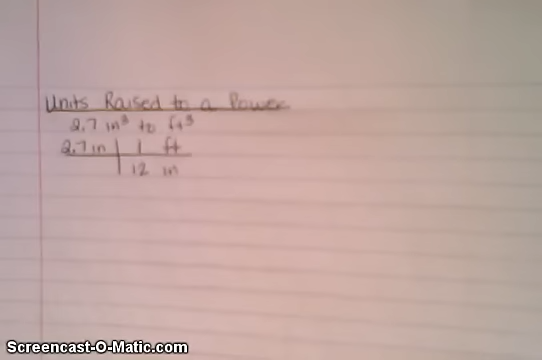 Units Raised to a Power
2.7 in³ to ft³
2.7 in 1 ft
12 in
Screencast-O-Matic.com